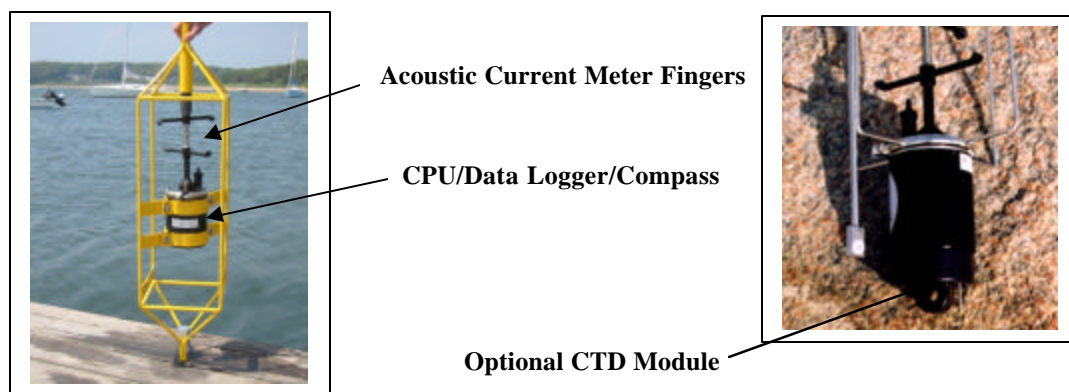 Acoustic Current Meter Fingers
CPU/Data Logger/Compass
Optional CTD Module